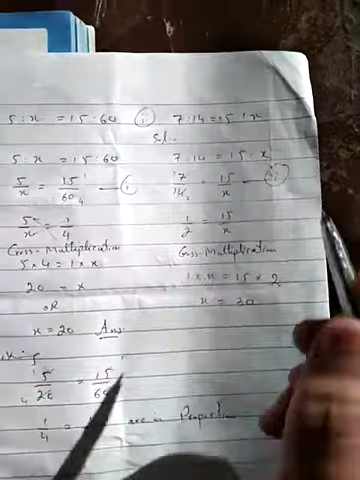 5 : x = 15 : 60
5 : x = 15 : 60
5/x = 15/60 — i
5/x = 1/4
Cross-Multiplication
5 x 4 = 1 x x
20 = x
OR
x = 20 Ans
5/20 = 15/60
1/4 = are in Proportion
ii 7 : 14 = 15 : x
Sol:
7 : 14 = 15 : x
7/14 = 15/x — ii
1/2 = 15/x
Cross-Multiplication
1 x x = 15 x 2
x = 30